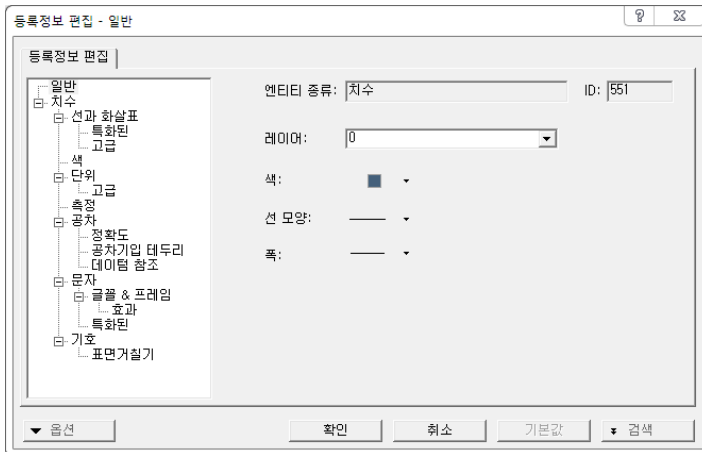 등록정보 편집 - 일반
등록정보 편집
일반
치수
선과 화살표
특화된
고급
색
단위
고급
측정
공차
정확도
공차기입 테두리
데이텀 참조
문자
글꼴 & 프레임
효과
특화된
기호
표면거칠기
엔티티 종류: 치수 ID: 551
레이어: 0
색:
선 모양:
폭:
옵션 확인 취소 기본값 검색